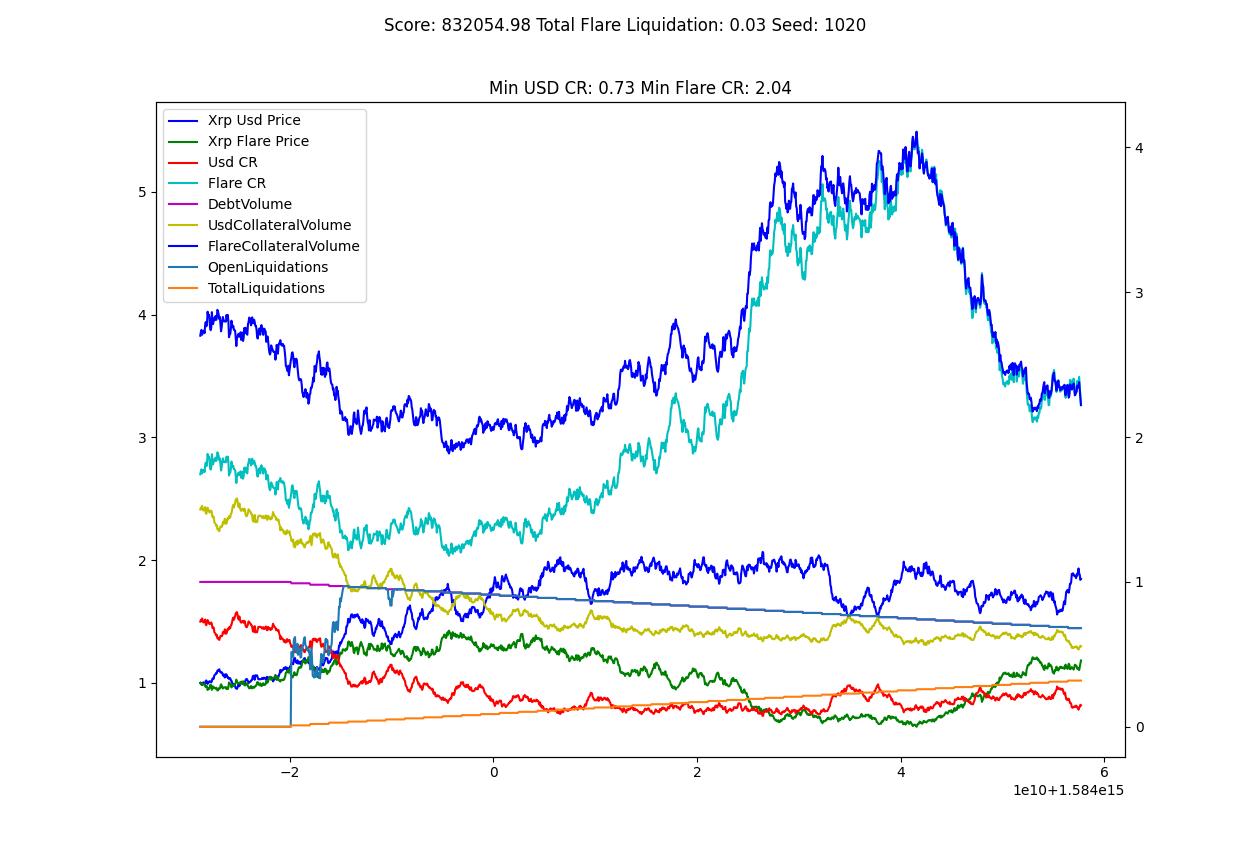 Score: 832054.98 Total Flare Liquidation: 0.03 Seed: 1020
Min USD CR: 0.73 Min Flare CR: 2.04
Xrp Usd Price
Xrp Flare Price
Usd CR
Flare CR
DebtVolume
UsdCollateralVolume
FlareCollateralVolume
OpenLiquidations
TotalLiquidations
5
4
3
2
1
4
3
2
1
0
−2 0 2 4 6
1e10+1.584e15